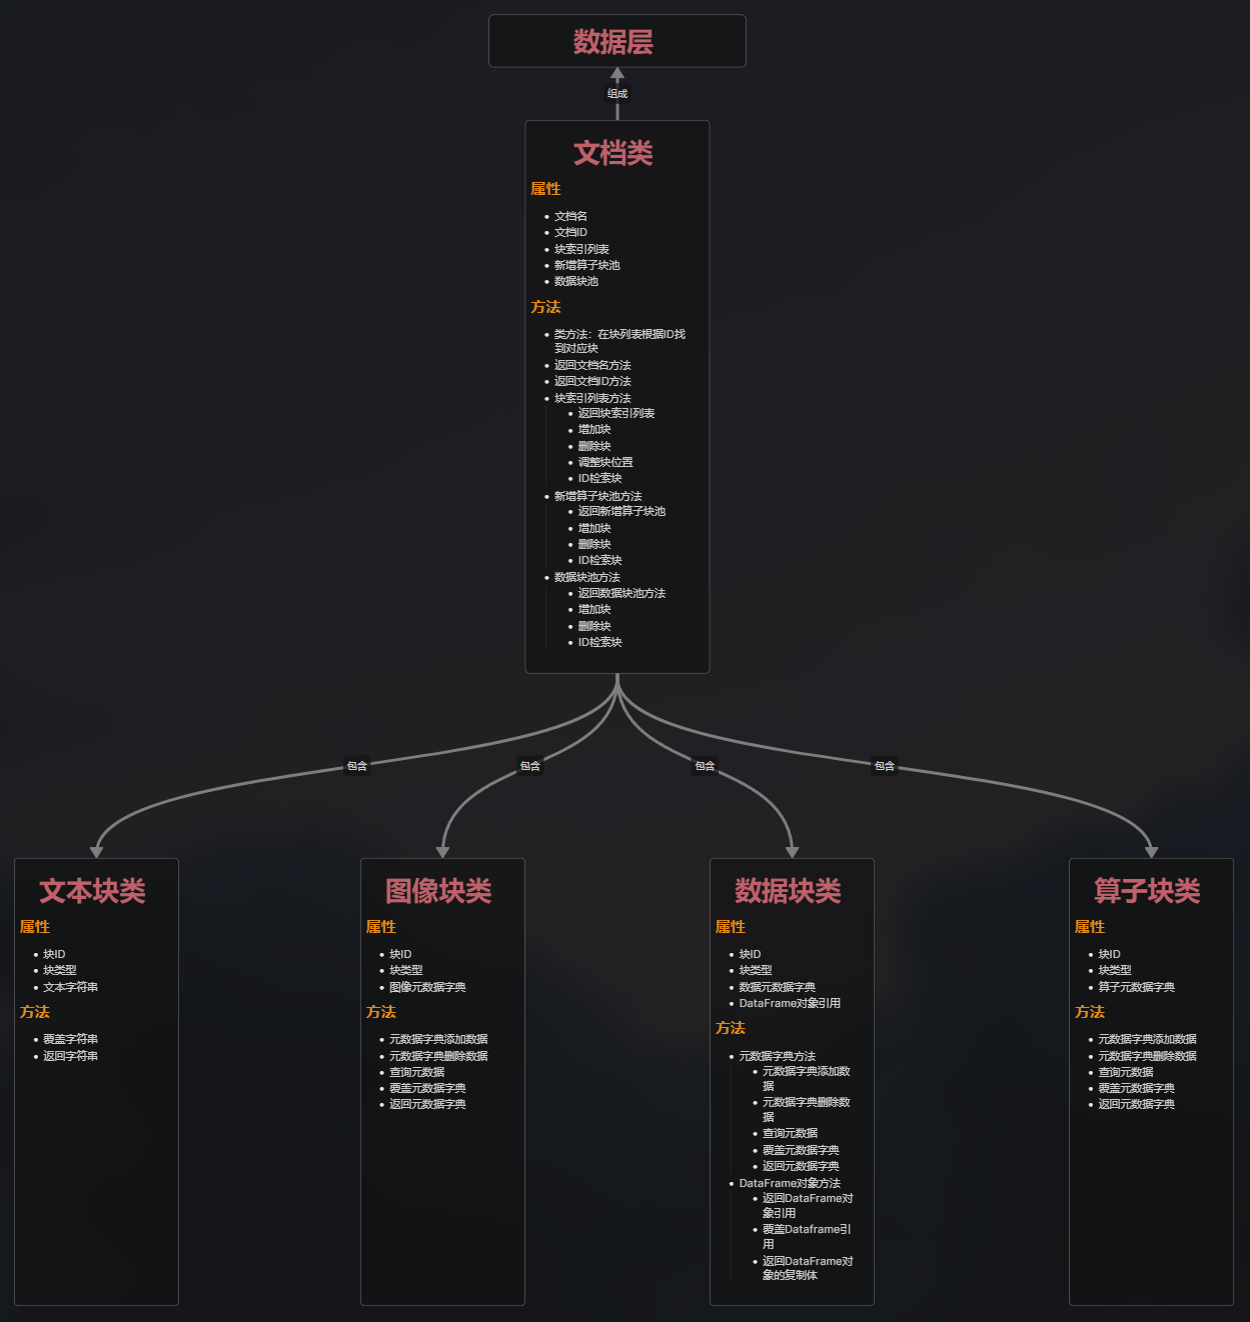 数据层
组成
文档类
属性
文档名
文档ID
块索引列表
新增算子块池
数据块池
方法
类方法：在块列表根据ID找
到对应块
返回文档名方法
返回文档ID方法
块索引列表方法
返回块索引列表
增加块
删除块
调整块位置
ID检索块
新增算子块池方法
返回新增算子块池
增加块
删除块
ID检索块
数据块池方法
返回数据块池方法
增加块
删除块
ID检索块
包含
包含
包含
包含
文本块类
属性
块ID
块类型
文本字符串
方法
覆盖字符串
返回字符串
图像块类
属性
块ID
块类型
图像元数据字典
方法
元数据字典添加数据
元数据字典删除数据
查询元数据
覆盖元数据字典
返回元数据字典
数据块类
属性
块ID
块类型
数据元数据字典
DataFrame对象引用
方法
元数据字典方法
元数据字典添加数
据
元数据字典删除数
据
查询元数据
覆盖元数据字典
返回元数据字典
DataFrame对象方法
返回DataFrame对
象引用
覆盖Dataframe引
用
返回DataFrame对
象的复制体
算子块类
属性
块ID
块类型
算子元数据字典
方法
元数据字典添加数据
元数据字典删除数据
查询元数据
覆盖元数据字典
返回元数据字典